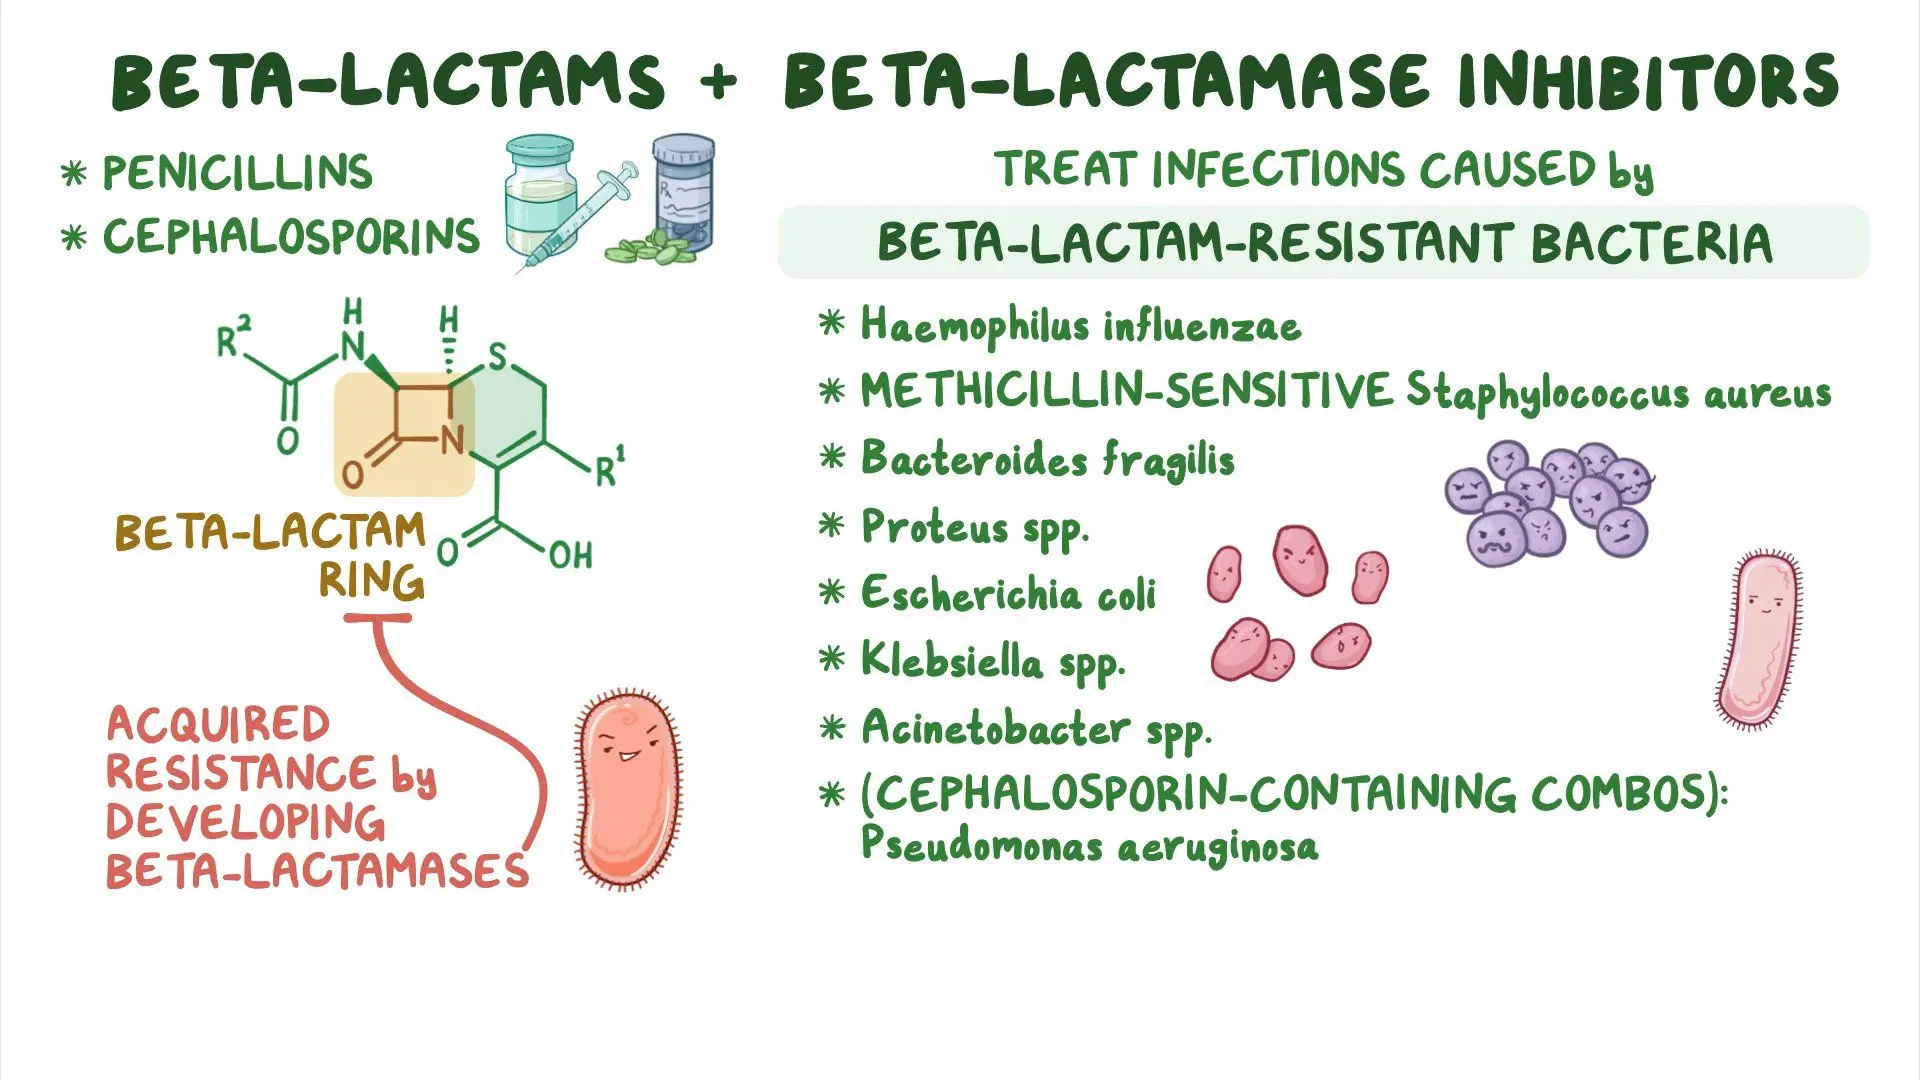 BETA-LACTAMS + BETA-LACTAMASE INHIBITORS
* PENICILLINS
* CEPHALOSPORINS
Rx
R²
H
N
H
S
O
O
N
R¹
O
OH
BETA-LACTAM
RING
ACQUIRED
RESISTANCE by
DEVELOPING
BETA-LACTAMASES
TREAT INFECTIONS CAUSED by
BETA-LACTAM-RESISTANT BACTERIA
* Haemophilus influenzae
* METHICILLIN-SENSITIVE Staphylococcus aureus
* Bacteroides fragilis
* Proteus spp.
* Escherichia coli
* Klebsiella spp.
* Acinetobacter spp.
* (CEPHALOSPORIN-CONTAINING COMBOS):
Pseudomonas aeruginosa